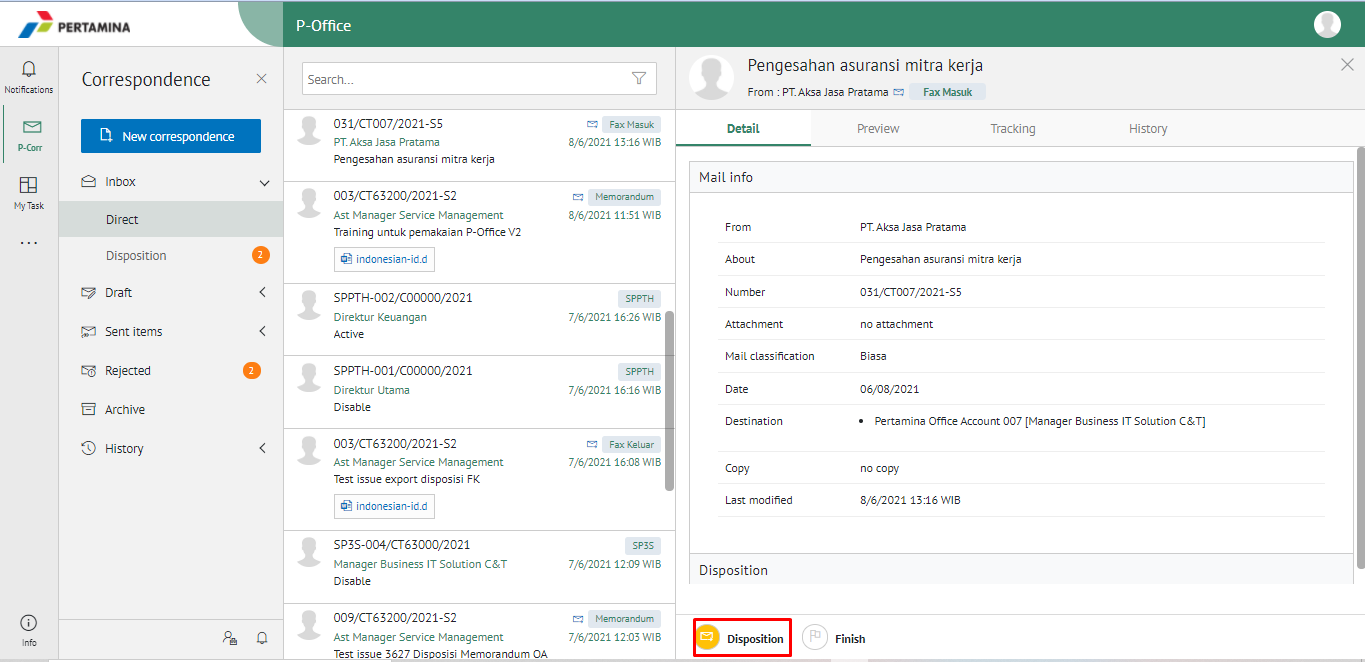 PERTAMINA
P-Office
Notifications
P-Corr
My Task
Info
Correspondence
New correspondence
Inbox
Direct
Disposition 2
Draft
Sent items
Rejected 2
Archive
History
Search...
031/CT007/2021-S5 Fax Masuk
PT. Aksa Jasa Pratama 8/6/2021 13:16 WIB
Pengesahan asuransi mitra kerja
003/CT63200/2021-S2 Memorandum
Ast Manager Service Management 8/6/2021 11:51 WIB
Training untuk pemakaian P-Office V2
indonesian-id.d
SPPTH-002/C00000/2021 SPPTH
Direktur Keuangan 7/6/2021 16:26 WIB
Active
SPPTH-001/C00000/2021 SPPTH
Direktur Utama 7/6/2021 16:16 WIB
Disable
003/CT63200/2021-S2 Fax Keluar
Ast Manager Service Management 7/6/2021 16:08 WIB
Test issue export disposisi FK
indonesian-id.d
SP3S-004/CT63000/2021 SP3S
Manager Business IT Solution C&T 7/6/2021 12:09 WIB
Disable
009/CT63200/2021-S2 Memorandum
Ast Manager Service Management 7/6/2021 12:03 WIB
Test issue 3627 Disposisi Memorandum OA
Pengesahan asuransi mitra kerja
From : PT. Aksa Jasa Pratama Fax Masuk
Detail Preview Tracking History
Mail info
From PT. Aksa Jasa Pratama
About Pengesahan asuransi mitra kerja
Number 031/CT007/2021-S5
Attachment no attachment
Mail classification Biasa
Date 06/08/2021
Destination • Pertamina Office Account 007 [Manager Business IT Solution C&T]
Copy no copy
Last modified 8/6/2021 13:16 WIB
Disposition
Disposition Finish